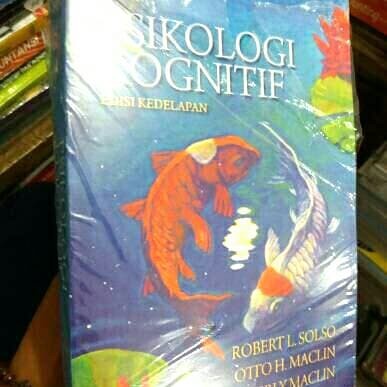 SIKOLOGI
OGNITIF
EDISI KEDELAPAN
ROBERT L. SOLSO
OTTO H. MACLIN
MACLIN